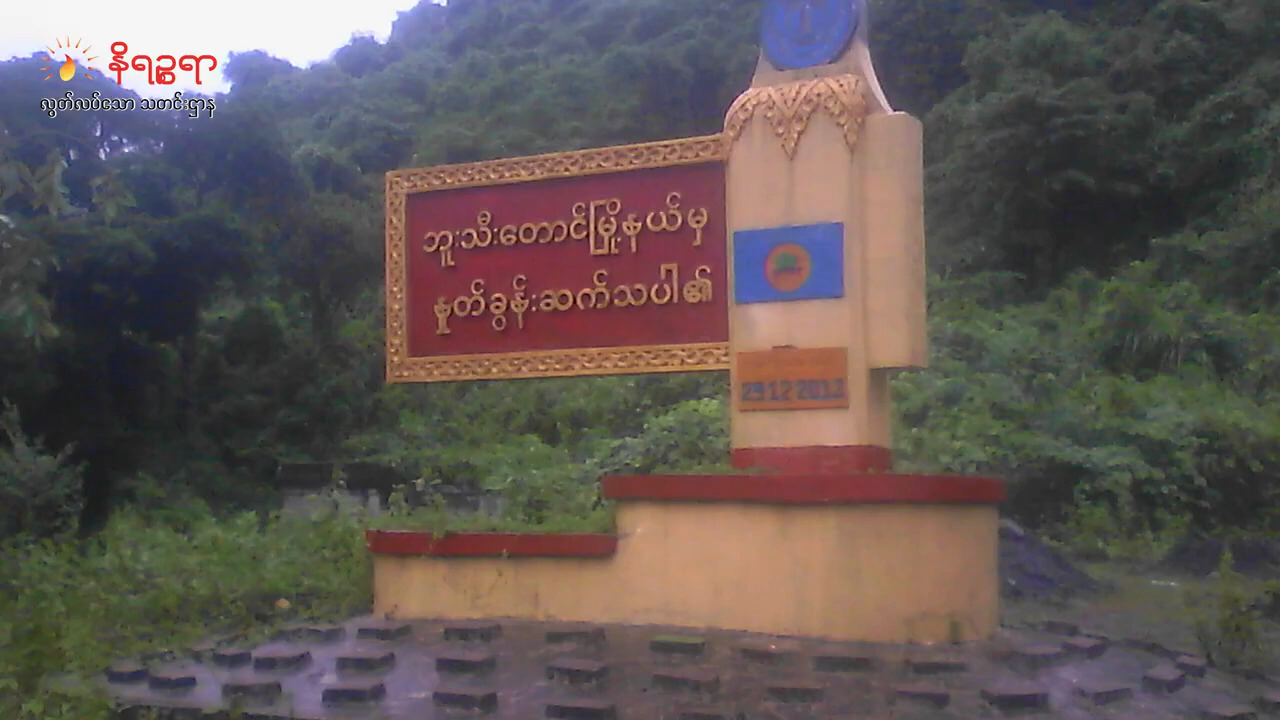 နိရဉ္စရာ
လွတ်လပ်သော သတင်းဌာန
ဘူးသီးတောင်မြို့နယ်မှ
နှုတ်ခွန်းဆက်သပါ၏
29 12 2012